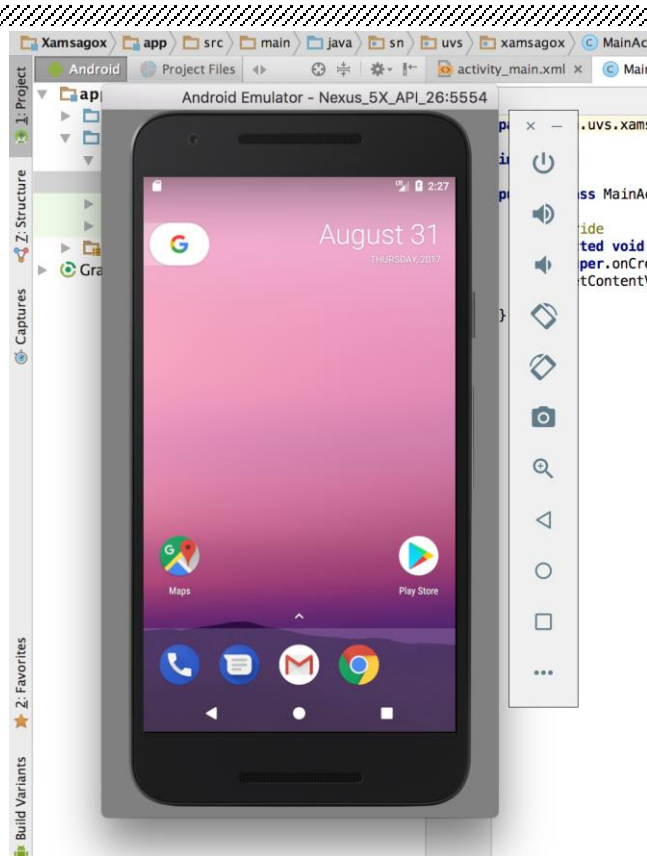 Xamsagox app src main java sn uvs xamsagox MainAc
Android Project Files activity_main.xml × Main
1: Project
app
Android Emulator - Nexus_5X_API_26:5554
.uvs.xams
ss MainAc
ide
ted void
per.onCre
etContentV
}
Gra
2:27
G
August 31
THURSDAY, 2017
Maps
Play Store
Z: Structure
Captures
2: Favorites
Build Variants